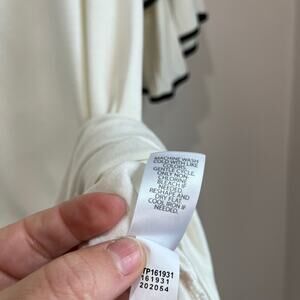 MACHINE WASH
COLD WITH LIKE
COLORS,
GENTLE CYCLE,
ONLY NON
CHLORINE
BLEACH IF
NEEDED,
RESHAPE AND
DRY FLAT,
COOL IRON IF
NEEDED.
TP161931
161931
202054